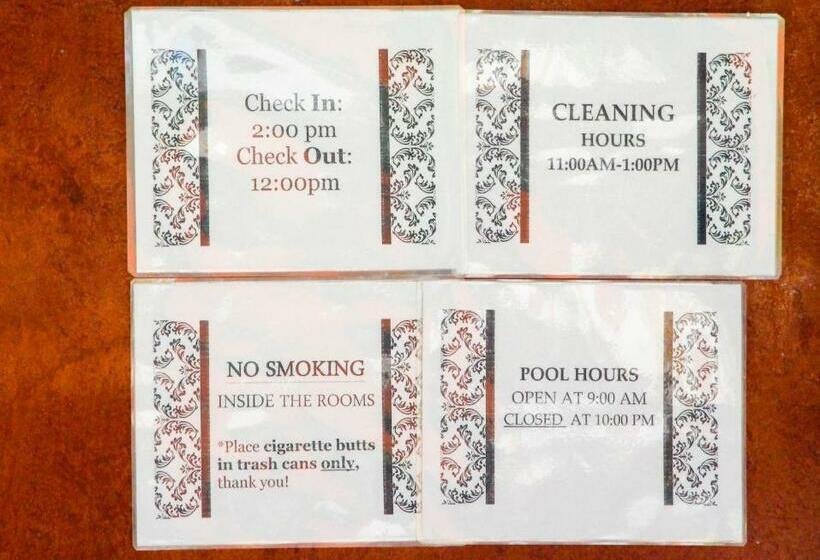 Check In:
2:00 pm
Check Out:
12:00pm
CLEANING
HOURS
11:00AM-1:00PM
NO SMOKING
INSIDE THE ROOMS
*Place cigarette butts
in trash cans only,
thank you!
POOL HOURS
OPEN AT 9:00 AM
CLOSED AT 10:00 PM